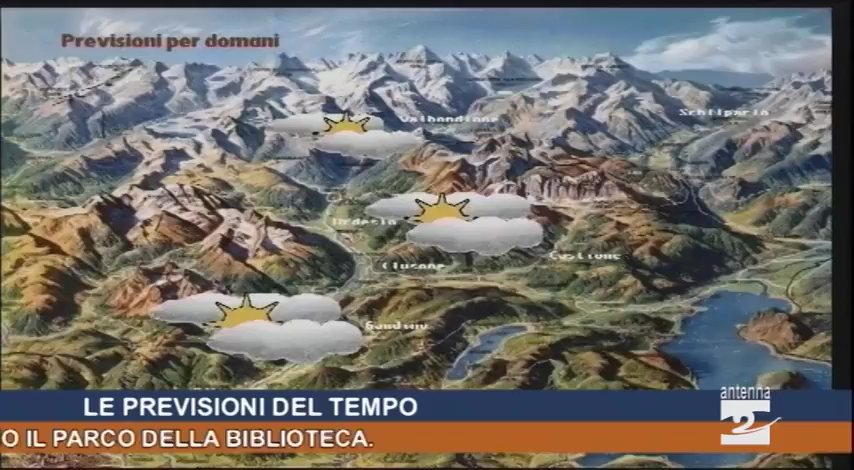 Previsioni per domani
Valbondione
Schilpario
Ardesio
Castione
Clusone
Gandino
LE PREVISIONI DEL TEMPO
antenna
2
O IL PARCO DELLA BIBLIOTECA.